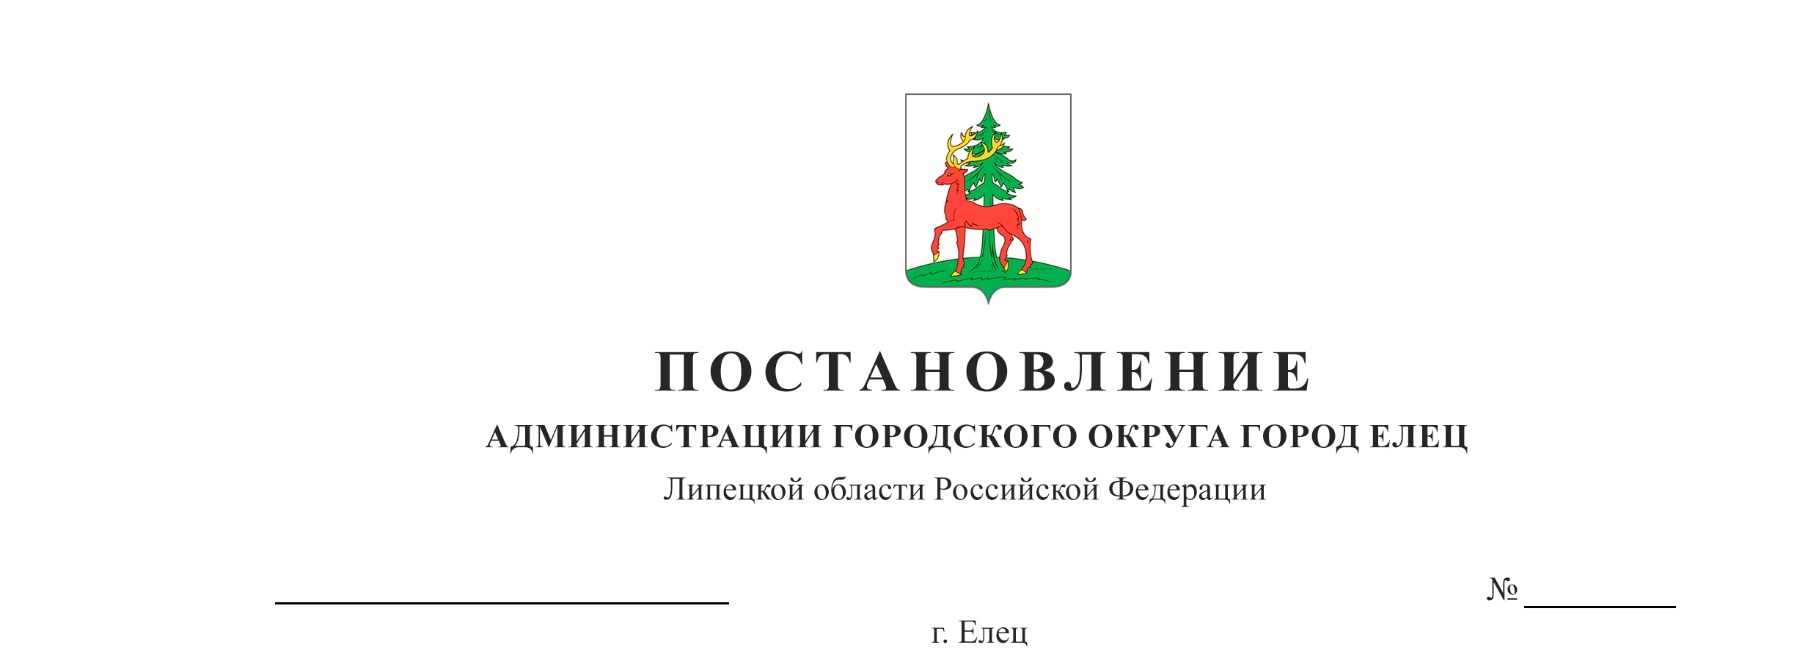 ПОСТАНОВЛЕНИЕ
АДМИНИСТРАЦИИ ГОРОДСКОГО ОКРУГА ГОРОД ЕЛЕЦ
Липецкой области Российской Федерации
№
г. Елец